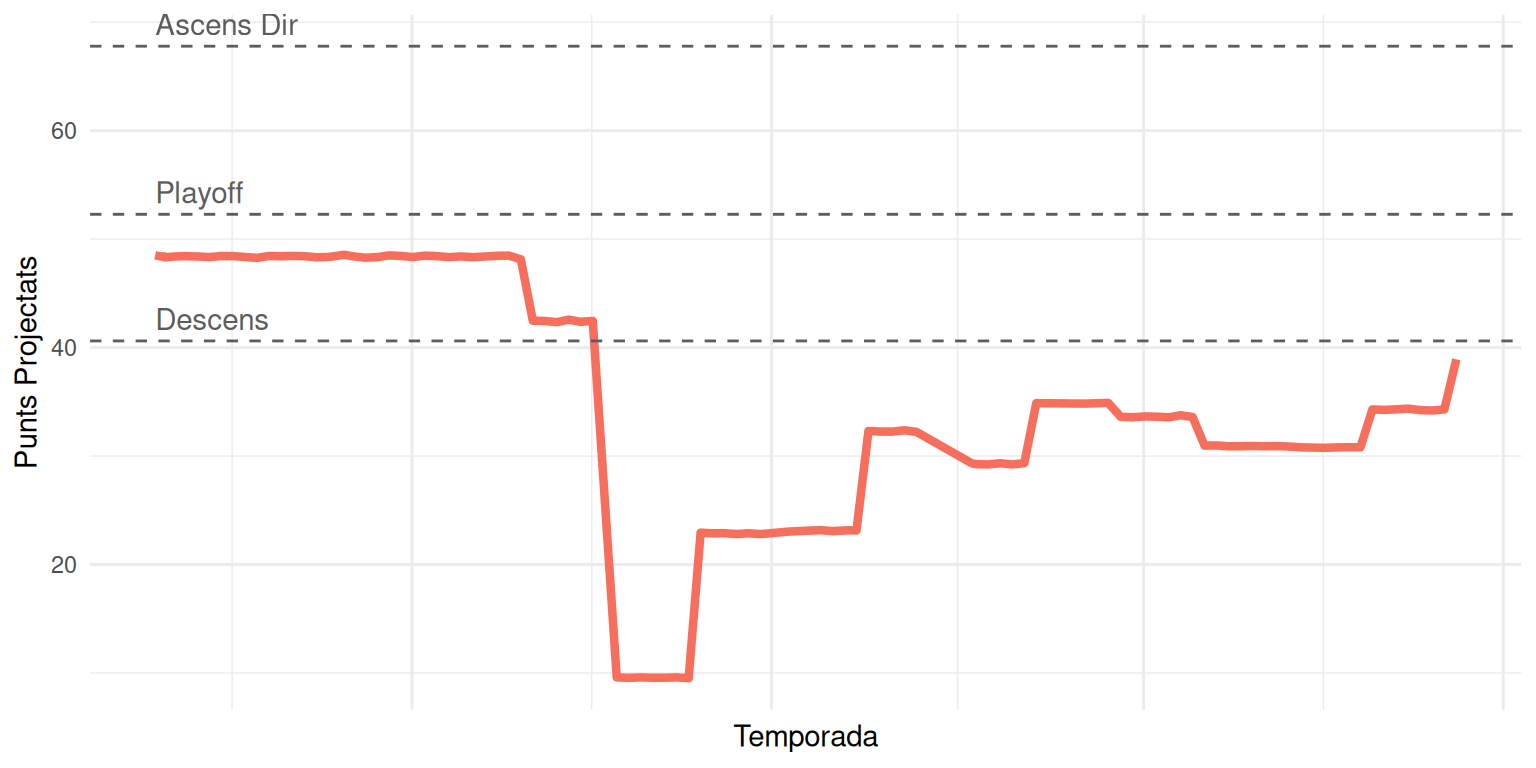 Ascens Dir
60
Playoff
Descens
40
20
Punts Projectats
Temporada